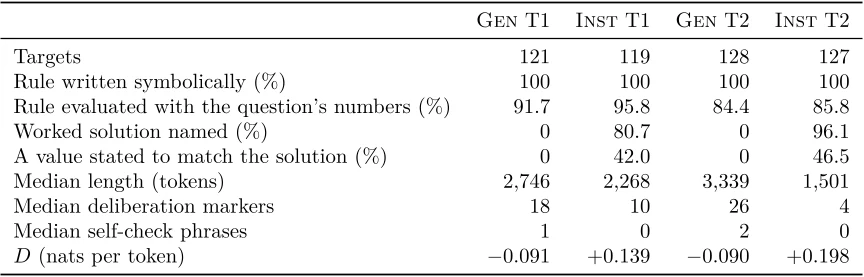 GEN T1 INST T1 GEN T2 INST T2
Targets 121 119 128 127
Rule written symbolically (%) 100 100 100 100
Rule evaluated with the question's numbers (%) 91.7 95.8 84.4 85.8
Worked solution named (%) 0 80.7 0 96.1
A value stated to match the solution (%) 0 42.0 0 46.5
Median length (tokens) 2,746 2,268 3,339 1,501
Median deliberation markers 18 10 26 4
Median self-check phrases 1 0 2 0
D (nats per token) −0.091 +0.139 −0.090 +0.198